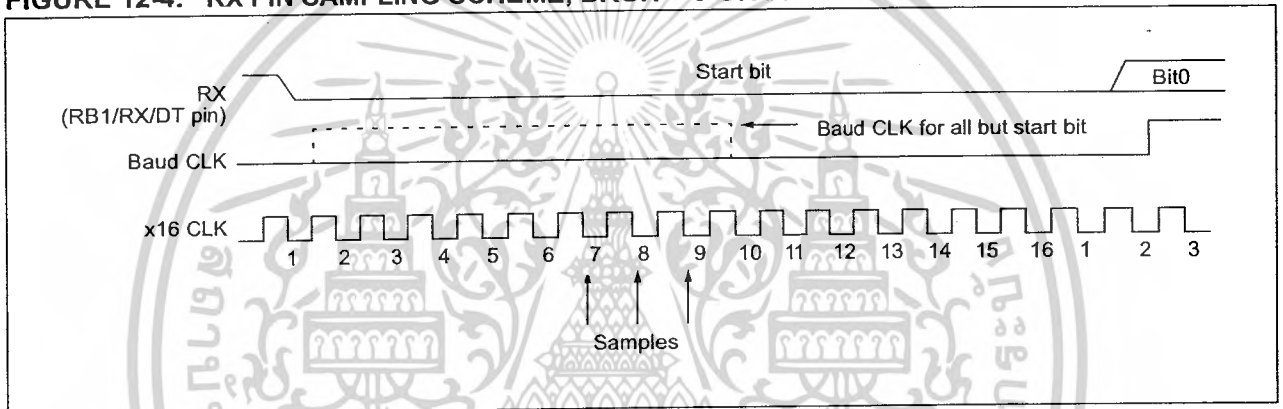 FIGURE 12-4: RX PIN SAMPLING SCHEME, BRGH
Start bit
Bit0
RX
(RB1/RX/DT pin)
Baud CLK for all but start bit
Baud CLK
x16 CLK
1 2 3 4 5 6 7 8 9 10 11 12 13 14 15 16 1 2 3
Samples